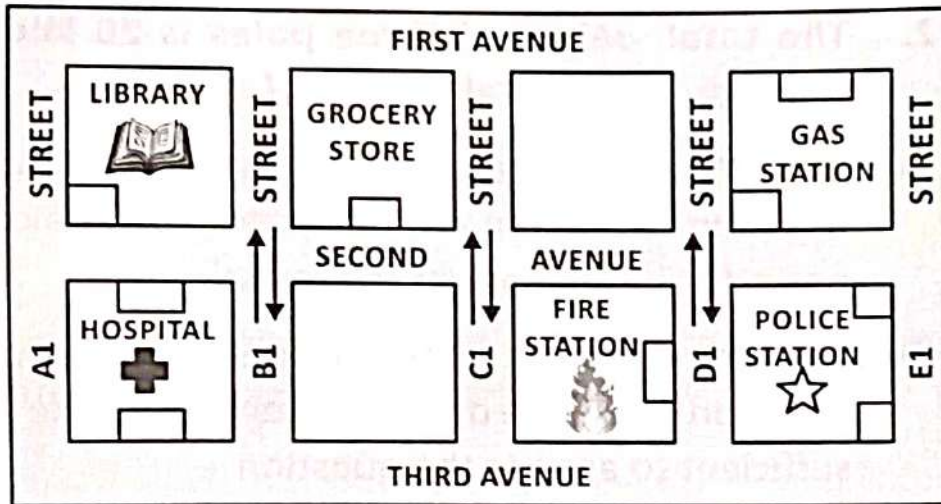 FIRST AVENUE
LIBRARY
GROCERY
STORE
GAS
STATION
STREET
STREET
STREET
STREET
STREET
SECOND AVENUE
HOSPITAL
FIRE
STATION
POLICE
STATION
A1
B1
C1
D1
E1
THIRD AVENUE